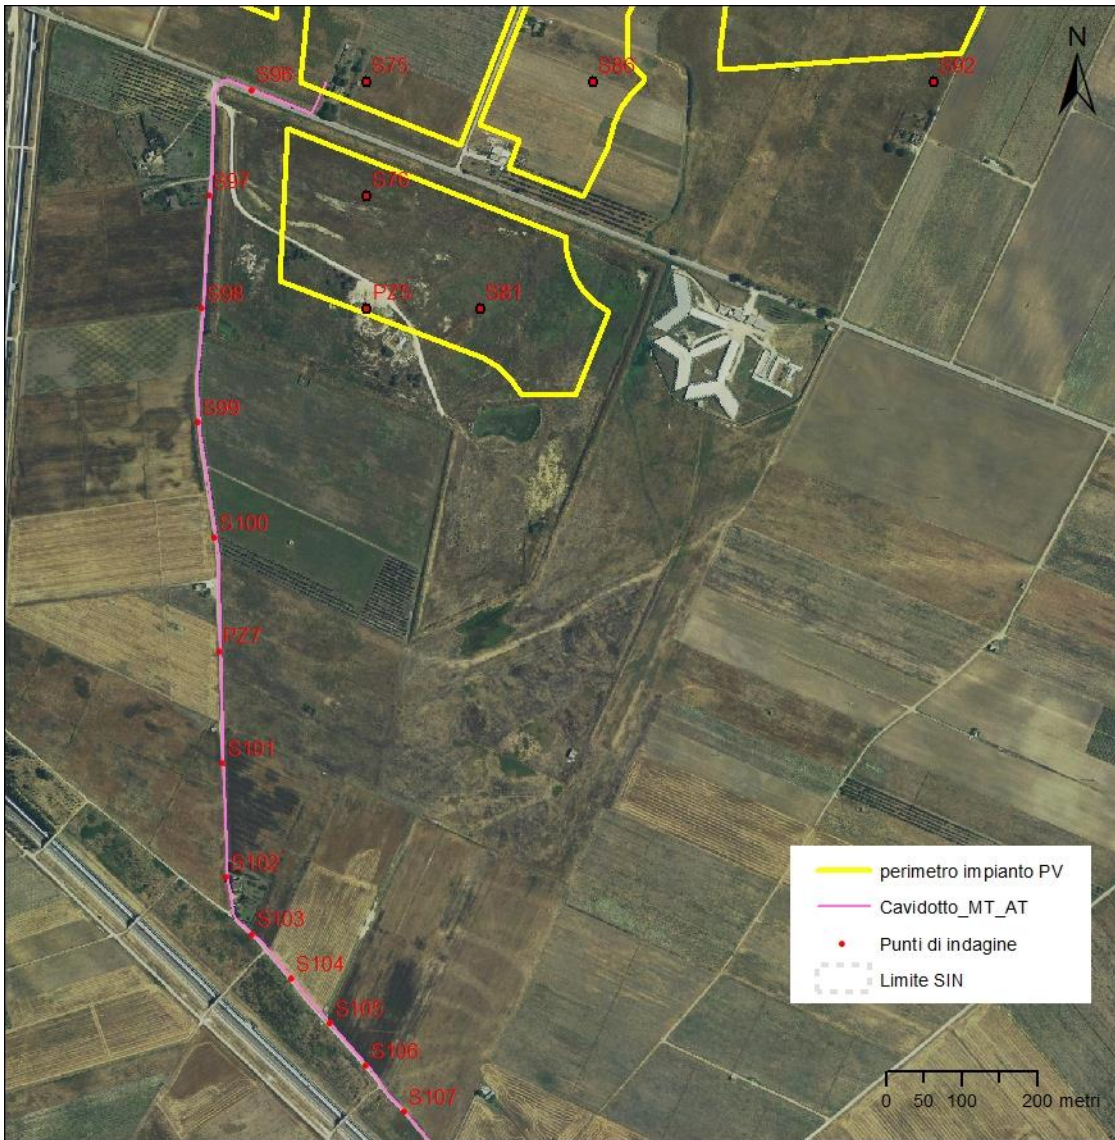 N
S75
S86
S92
S96
S97
S76
S98
PZ5
S81
S99
S100
PZ7
S101
S102
S103
S104
S105
S106
S107
perimetro impianto PV
Cavidotto_MT_AT
Punti di indagine
Limite SIN
0 50 100 200 metri